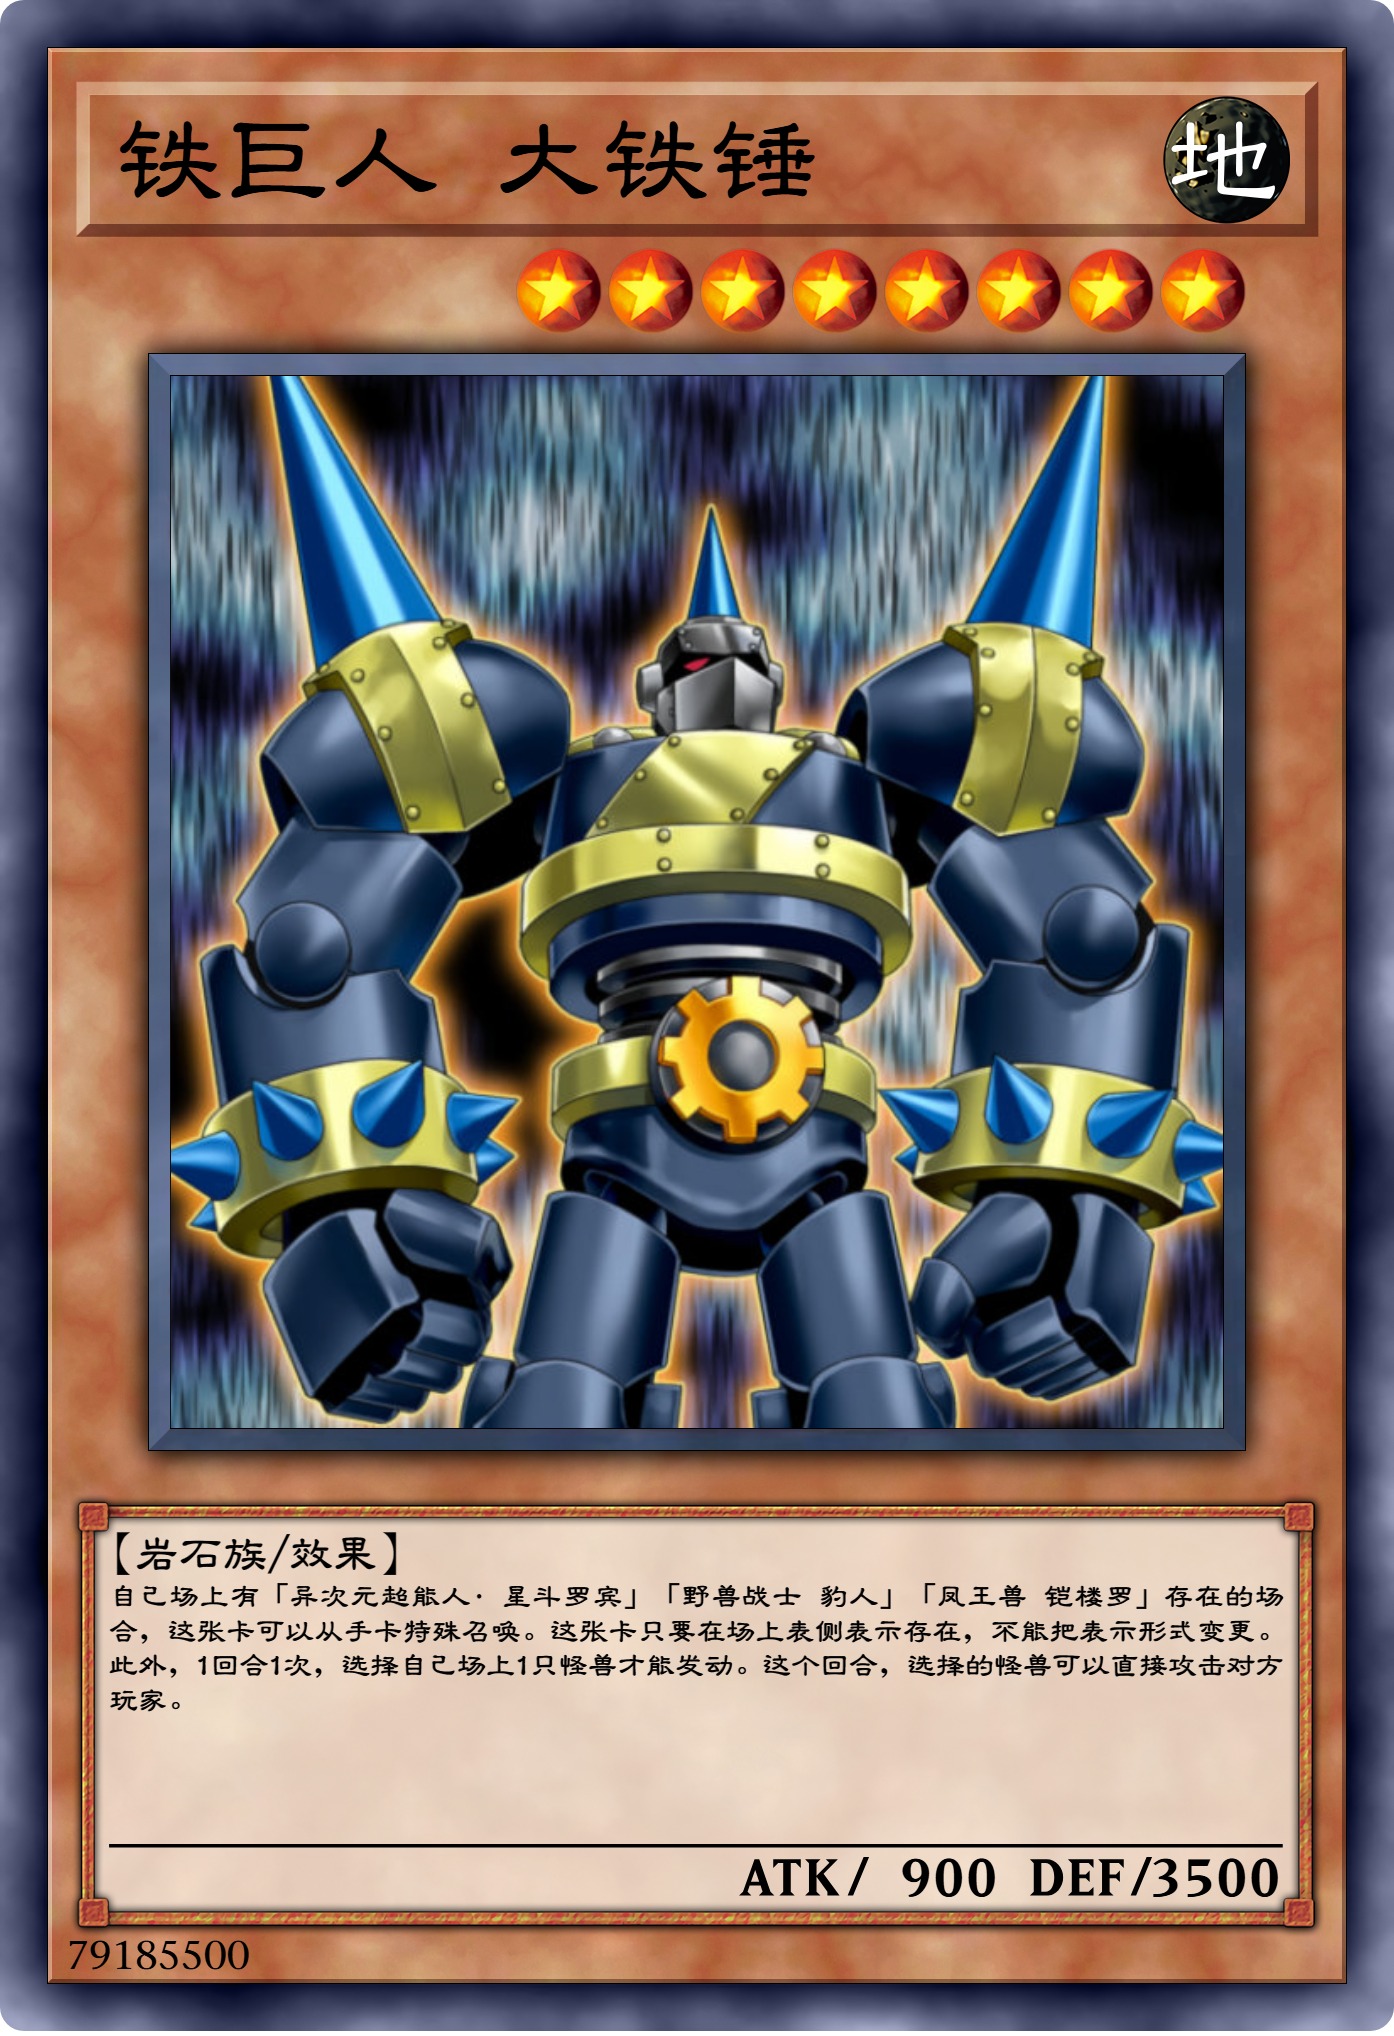 铁巨人 大铁锤
地
【岩石族/效果】
自己场上有「异次元超能人·星斗罗宾」「野兽战士 豹人」「凤王兽 铠楼罗」存在的场
合，这张卡可以从手卡特殊召唤。这张卡只要在场上表侧表示存在，不能把表示形式变更。
此外，1回合1次，选择自己场上1只怪兽才能发动。这个回合，选择的怪兽可以直接攻击对方
玩家。
ATK/ 900 DEF/3500
79185500